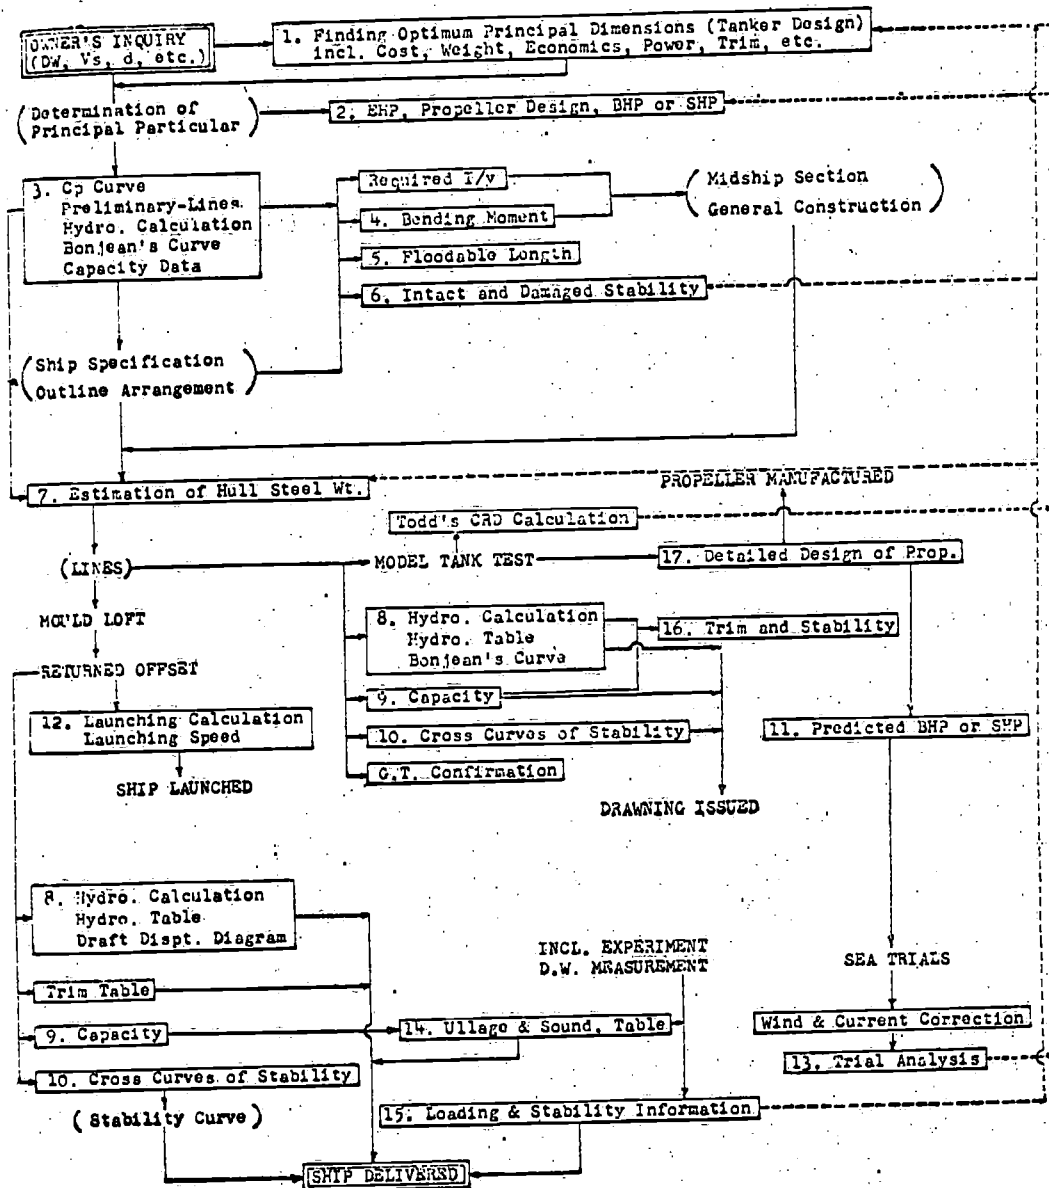 OWNER'S INQUIRY
(DW, Vs, d, etc.)
1. Finding Optimum Principal Dimensions (Tanker Design)
incl. Cost, Weight, Economics, Power, Trim, etc.
(Determination of
Principal Particular)
2. EHP, Propeller Design, BHP or SHP
3. Cp Curve
Preliminary-Lines.
Hydro. Calculation
Bonjean's Curve
Capacity Data
Required I/v
4. Bending Moment
5. Floodable Length
6. Intact and Damaged Stability
(Midship Section
General Construction)
(Ship Specification
Outline Arrangement)
7. Estimation of Hull Steel Wt.
PROPELLER MANUFACTURED
Todd's CRD Calculation
(LINES)
MODEL TANK TEST
17. Detailed Design of Prop.
MOULD LOFT
8. Hydro. Calculation
Hydro. Table
Bonjean's Curve
16. Trim and Stability
RETURNED OFFSET
9. Capacity
12. Launching Calculation
Launching Speed
10. Cross Curves of Stability
11. Predicted BHP or SHP
G.T. Confirmation
SHIP LAUNCHED
DRAWNING ISSUED
8. Hydro. Calculation
Hydro. Table
Draft Dispt. Diagram
INCL. EXPERIMENT
D.W. MEASUREMENT
SEA TRIALS
Trim Table
9. Capacity
14. Ullage & Sound. Table
Wind & Current Correction
13. Trial Analysis
10. Cross Curves of Stability
(Stability Curve)
15. Loading & Stability Information
SHIP DELIVERED